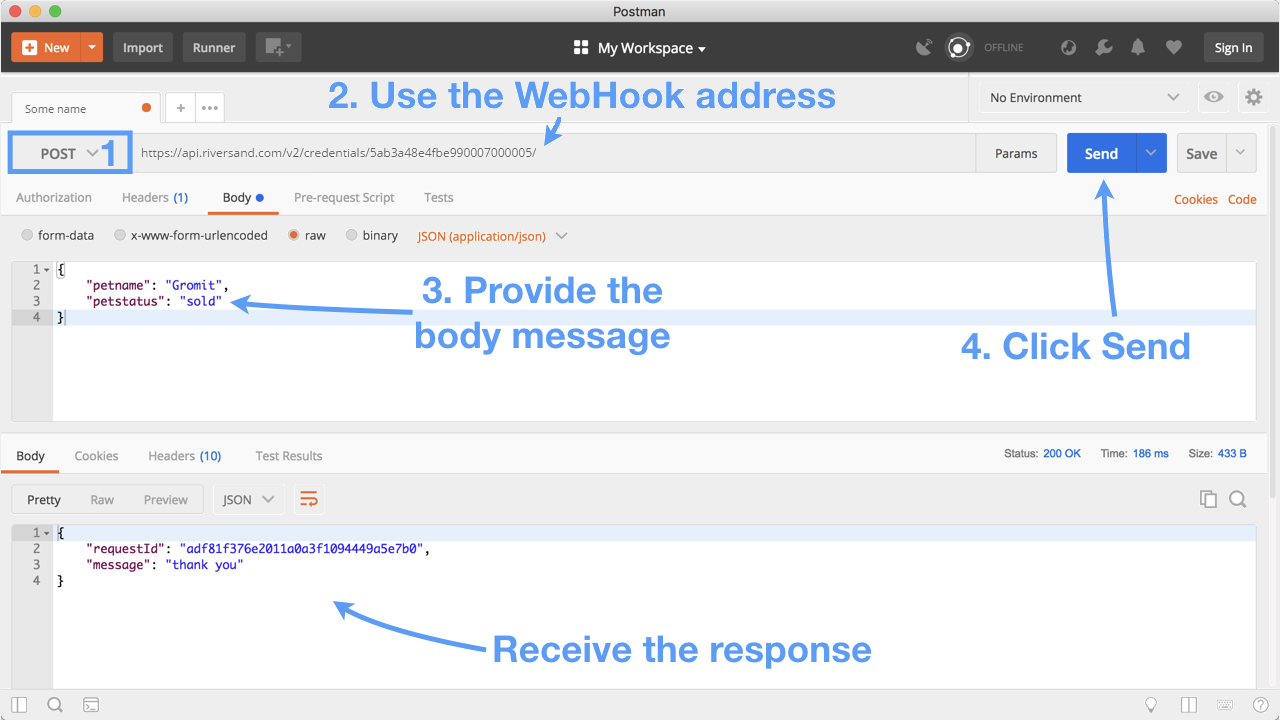 Postman
New Import Runner My Workspace OFFLINE Sign In
2. Use the WebHook address
Some name + ••• No Environment
POST 1 https://api.riversand.com/v2/credentials/5ab3a48e4fbe990007000005/ Params Send Save
Authorization Headers (1) Body Pre-request Script Tests Cookies Code
form-data x-www-form-urlencoded raw binary JSON (application/json)
1 {
2 "petname": "Gromit",
3 "petstatus": "sold"
4 }
3. Provide the
body message
4. Click Send
Body Cookies Headers (10) Test Results Status: 200 OK Time: 186 ms Size: 433 B
Pretty Raw Preview JSON
1 {
2 "requestId": "adf81f376e2011a0a3f1094449a5e7b0",
3 "message": "thank you"
4 }
Receive the response